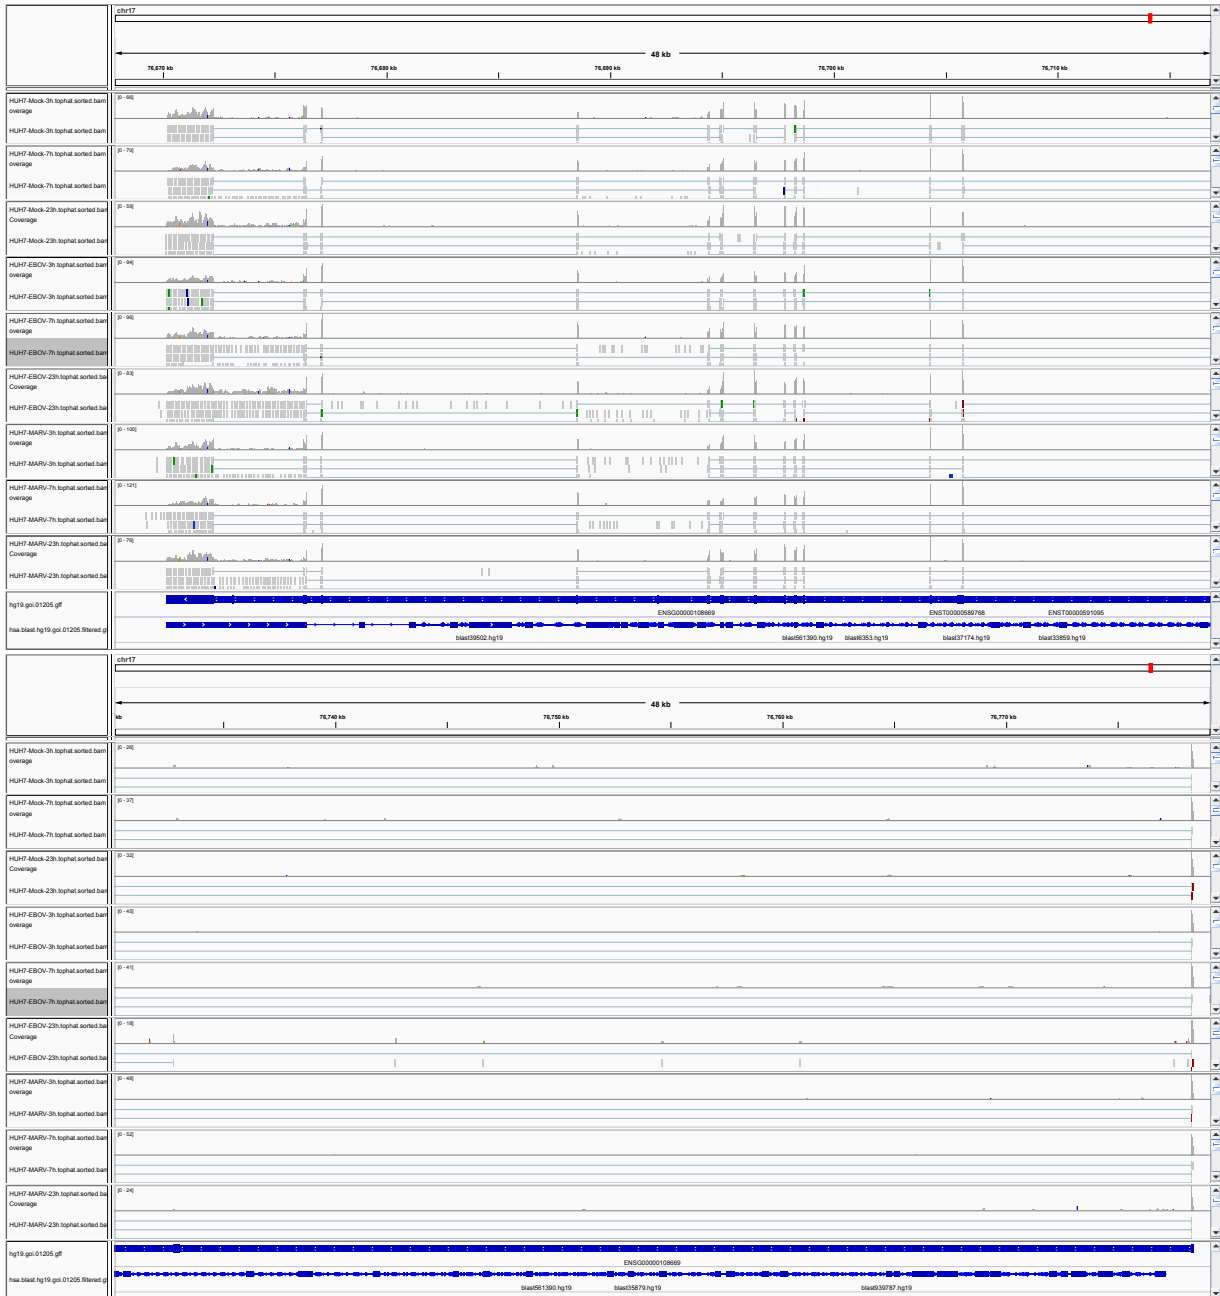 chr17
48 kb
76,670 kb 76,680 kb 76,690 kb 76,700 kb 76,710 kb
HUH7-Mock-3h.tophat.sorted.bam
overage
[0 - 66]
HUH7-Mock-3h.tophat.sorted.bam
HUH7-Mock-7h.tophat.sorted.bam
overage
[0 - 70]
HUH7-Mock-7h.tophat.sorted.bam
HUH7-Mock-23h.tophat.sorted.bam
Coverage
[0 - 59]
HUH7-Mock-23h.tophat.sorted.bam
HUH7-EBOV-3h.tophat.sorted.bam
overage
[0 - 94]
HUH7-EBOV-3h.tophat.sorted.bam
HUH7-EBOV-7h.tophat.sorted.bam
overage
[0 - 96]
HUH7-EBOV-7h.tophat.sorted.bam
HUH7-EBOV-23h.tophat.sorted.ba
Coverage
[0 - 83]
HUH7-EBOV-23h.tophat.sorted.ba
HUH7-MARV-3h.tophat.sorted.bam
overage
[0 - 100]
HUH7-MARV-3h.tophat.sorted.bam
HUH7-MARV-7h.tophat.sorted.bam
overage
[0 - 121]
HUH7-MARV-7h.tophat.sorted.bam
HUH7-MARV-23h.tophat.sorted.ba
Coverage
[0 - 76]
HUH7-MARV-23h.tophat.sorted.ba
hg19.goi.01205.gff
ENSG00000108669 ENST00000589768 ENST00000591095
hsa.blast.hg19.goi.01205.filtered.gf
blast39502.hg19 blast561390.hg19 blast6353.hg19 blast37174.hg19 blast33859.hg19
chr17
48 kb
kb 76,740 kb 76,750 kb 76,760 kb 76,770 kb
HUH7-Mock-3h.tophat.sorted.bam
overage
[0 - 26]
HUH7-Mock-3h.tophat.sorted.bam
HUH7-Mock-7h.tophat.sorted.bam
overage
[0 - 37]
HUH7-Mock-7h.tophat.sorted.bam
HUH7-Mock-23h.tophat.sorted.bam
Coverage
[0 - 32]
HUH7-Mock-23h.tophat.sorted.bam
HUH7-EBOV-3h.tophat.sorted.bam
overage
[0 - 45]
HUH7-EBOV-3h.tophat.sorted.bam
HUH7-EBOV-7h.tophat.sorted.bam
overage
[0 - 41]
HUH7-EBOV-7h.tophat.sorted.bam
HUH7-EBOV-23h.tophat.sorted.ba
Coverage
[0 - 18]
HUH7-EBOV-23h.tophat.sorted.ba
HUH7-MARV-3h.tophat.sorted.bam
overage
[0 - 48]
HUH7-MARV-3h.tophat.sorted.bam
HUH7-MARV-7h.tophat.sorted.bam
overage
[0 - 52]
HUH7-MARV-7h.tophat.sorted.bam
HUH7-MARV-23h.tophat.sorted.ba
Coverage
[0 - 24]
HUH7-MARV-23h.tophat.sorted.ba
hg19.goi.01205.gff
ENSG00000108669
hsa.blast.hg19.goi.01205.filtered.gf
blast561390.hg19 blast35879.hg19 blast939787.hg19